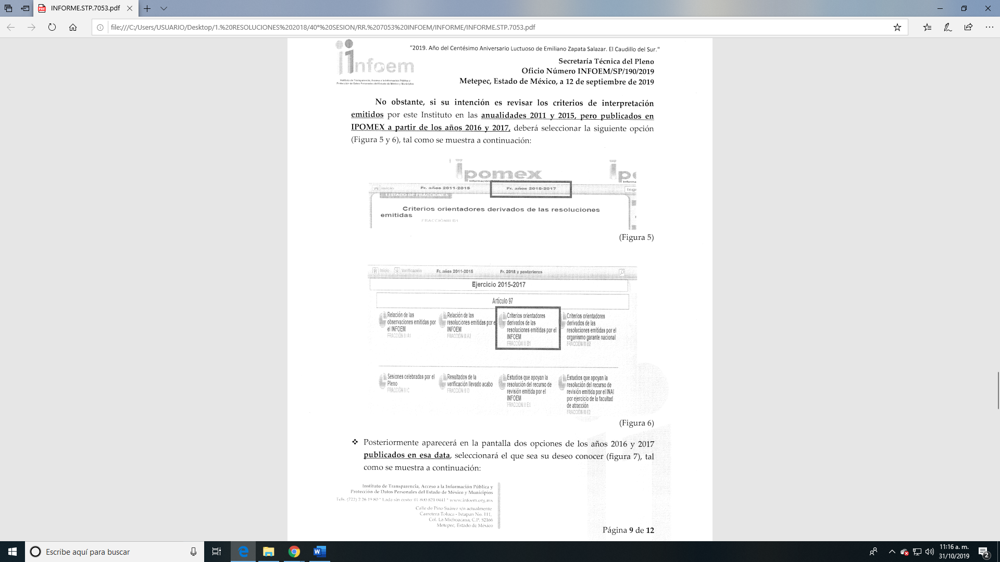 INFORME.STP.7053.pdf
file:///C:/Users/USUARIO/Desktop/1.%20RESOLUCIONES%202018/40°%20SESION/RR.%207053%20INFOEM/INFORME/INFORME.STP.7053.pdf
infoem
Instituto de Transparencia, Acceso a la Información Pública y
Protección de Datos Personales del Estado de México y Municipios
"2019. Año del Centésimo Aniversario Luctuoso de Emiliano Zapata Salazar. El Caudillo del Sur."
Secretaría Técnica del Pleno
Oficio Número INFOEM/SP/190/2019
Metepec, Estado de México, a 12 de septiembre de 2019
No obstante, si su intención es revisar los criterios de interpretación
emitidos por este Instituto en las anualidades 2011 y 2015, pero publicados en
IPOMEX a partir de los años 2016 y 2017, deberá seleccionar la siguiente opción
(Figura 5 y 6), tal como se muestra a continuación:
ipomex
ip
Inicio Fr. años 2011-2015 Fr. años 2015-2017 Ing
LISTADO DE FRACCIONES
Criterios orientadores derivados de las resoluciones
emitidas
FRACCIÓN III B1
(Figura 5)
Inicio Verificación Fr. años 2011-2015 Fr. 2018 y posteriores
Ejercicio 2015-2017
Artículo 97
Relación de las
observaciones emitidas por
el INFOEM
FRACCIÓN III A1
Relación de las
resoluciones emitidas por e
INFOEM
FRACCIÓN III A2
Criterios orientadores
derivados de las
resoluciones emitidas por el
INFOEM
FRACCIÓN III B1
Criterios orientadores
derivados de las
resoluciones emitidas por el
organismo garante nacional
FRACCIÓN III B2
Sesiones celebradas por el
Pleno
FRACCIÓN III C
Resultados de la
verificación llevado acabo
FRACCIÓN III D
Estudios que apoyan la
resolución del recurso de
revisión emitida por el
INFOEM
FRACCIÓN III E1
Estudios que apoyan la
resolución del recurso de
revisión emitida por el INAI
por ejercicio de la facultad
de atracción
FRACCIÓN III E2
(Figura 6)
❖ Posteriormente aparecerá en la pantalla dos opciones de los años 2016 y 2017
publicados en esa data, seleccionará el que sea su deseo conocer (figura 7), tal
como se muestra a continuación:
Instituto de Transparencia, Acceso a la Información Pública y
Protección de Datos Personales del Estado de México y Municipios
Tels. (722) 2 26 19 80 * Lada sin costo: 01 800 821 0441 * www.infoem.org.mx
Calle de Pino Suárez s/n actualmente
Carretera Toluca - Ixtapan No. 111,
Col. La Michoacana, C.P. 52166
Metepec, Estado de México
Página 9 de 12
Escribe aquí para buscar
11:16 a. m.
31/10/2019
2